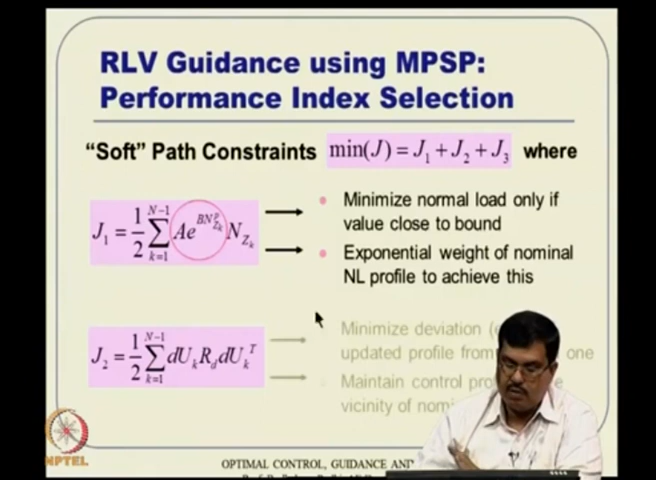 RLV Guidance using MPSP:
Performance Index Selection
“Soft” Path Constraints min(J) = J₁ + J₂ + J₃ where
J₁ = 1/2 ∑_{k=1}^{N-1} Ae^{BN^p_{Z_k}} N_{Z_k}
• Minimize normal load only if
value close to bound
• Exponential weight of nominal
NL profile to achieve this
J₂ = 1/2 ∑_{k=1}^{N-1} dU_k R_d dU_k^T
Minimize deviation
updated profile from one
Maintain control
vicinity of
NPTEL
OPTIMAL CONTROL, GUIDANCE AND